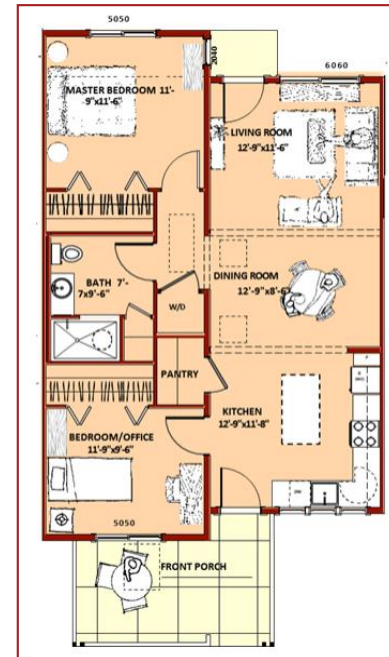 5050
2040
6060
MASTER BEDROOM 11'-
9"x11'-6"
LIVING ROOM
12'-9"x11'-6"
BATH 7'-
7x9'-6"
DINING ROOM
12'-9"x8'-6"
W/D
PANTRY
KITCHEN
12'-9"x11'-8"
BEDROOM/OFFICE
11'-9"x9'-6"
5050
FRONT PORCH